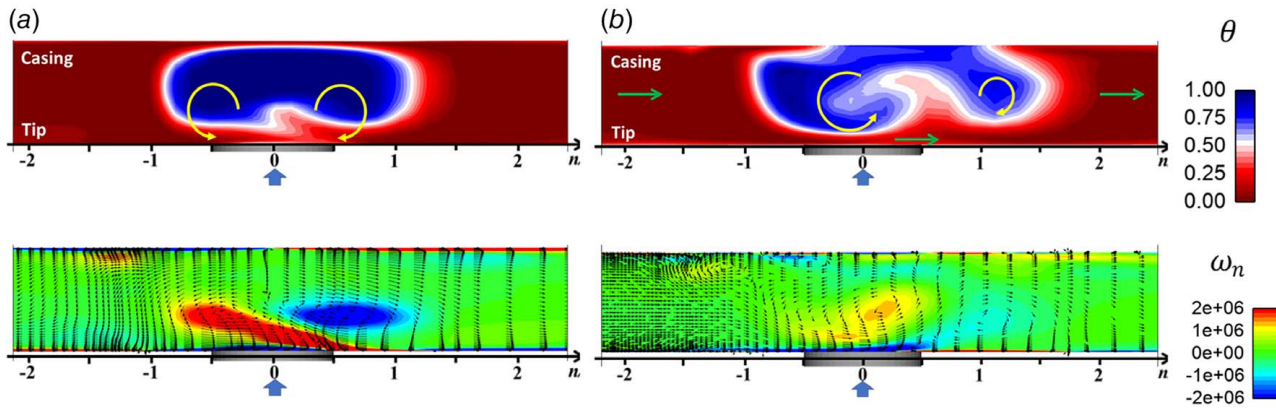 (a)
(b)
Casing
Tip
-2 -1 0 1 2 n
Casing
Tip
-2 -1 0 1 2 n
θ
1.00
0.75
0.50
0.25
0.00
-2 -1 0 1 2 n
-2 -1 0 1 2 n
ωn
2e+06
1e+06
0e+00
-1e+06
-2e+06